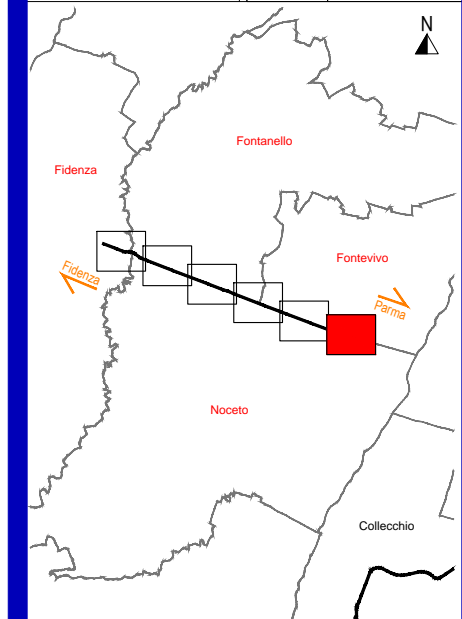 N
Fontanello
Fidenza
Fontevivo
Fidenza
Parma
Noceto
Collecchio